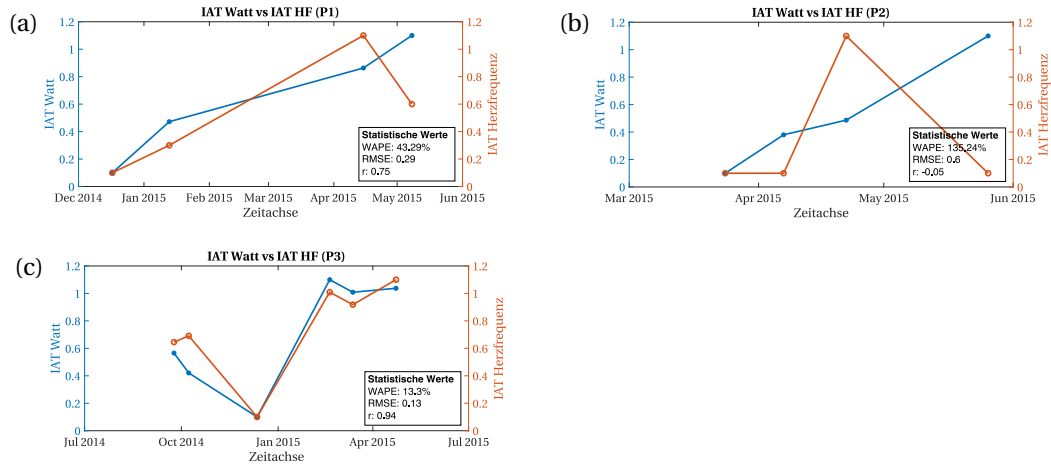 (a)
IAT Watt vs IAT HF (P1)
IAT Watt
1.2
1
0.8
0.6
0.4
0.2
0
IAT Herzfrequenz
1.2
1
0.8
0.6
0.4
0.2
0
Statistische Werte
WAPE: 43.29%
RMSE: 0.29
r: 0.75
Dec 2014 Jan 2015 Feb 2015 Mar 2015 Apr 2015 May 2015 Jun 2015
Zeitachse
(b)
IAT Watt vs IAT HF (P2)
IAT Watt
1.2
1
0.8
0.6
0.4
0.2
0
IAT Herzfrequenz
1.2
1
0.8
0.6
0.4
0.2
0
Statistische Werte
WAPE: 135.24%
RMSE: 0.6
r: -0.05
Mar 2015 Apr 2015 May 2015 Jun 2015
Zeitachse
(c)
IAT Watt vs IAT HF (P3)
IAT Watt
1.2
1
0.8
0.6
0.4
0.2
0
IAT Herzfrequenz
1.2
1
0.8
0.6
0.4
0.2
0
Statistische Werte
WAPE: 13.3%
RMSE: 0.13
r: 0.94
Jul 2014 Oct 2014 Jan 2015 Apr 2015 Jul 2015
Zeitachse